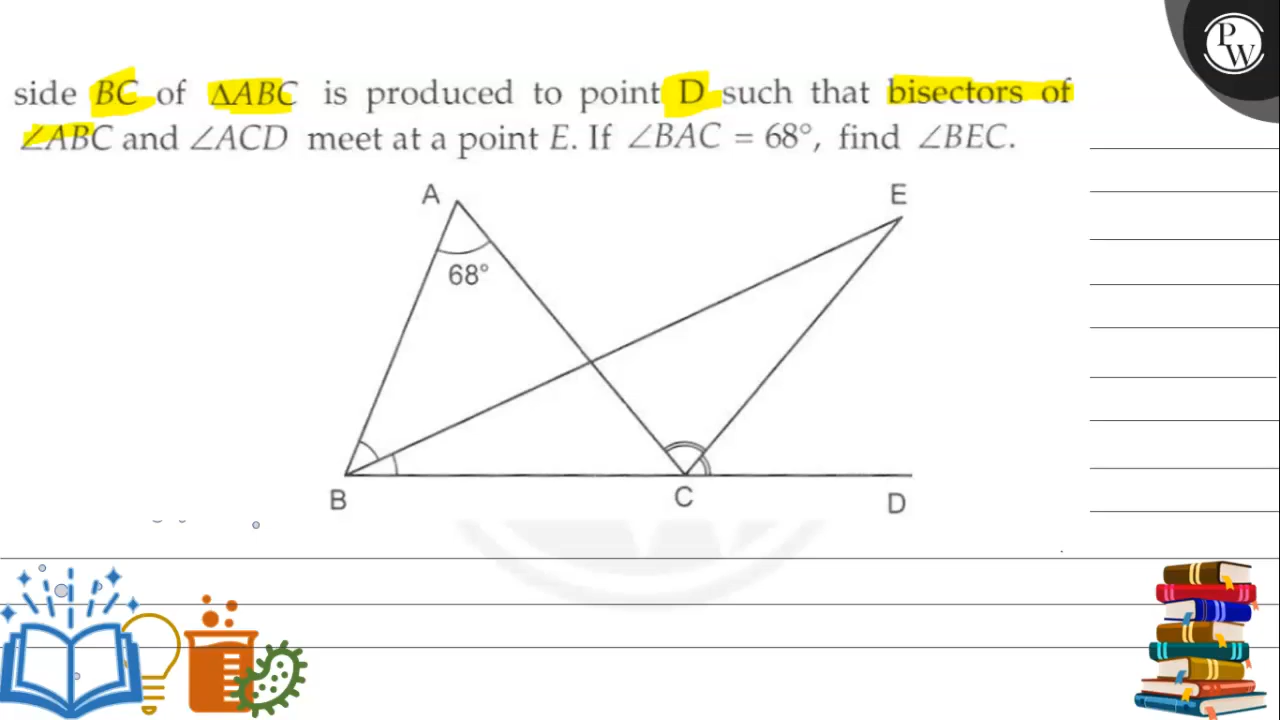 P
W
side BC of ΔABC is produced to point D such that bisectors of
∠ABC and ∠ACD meet at a point E. If ∠BAC = 68°, find ∠BEC.
A
E
68°
B
C
D